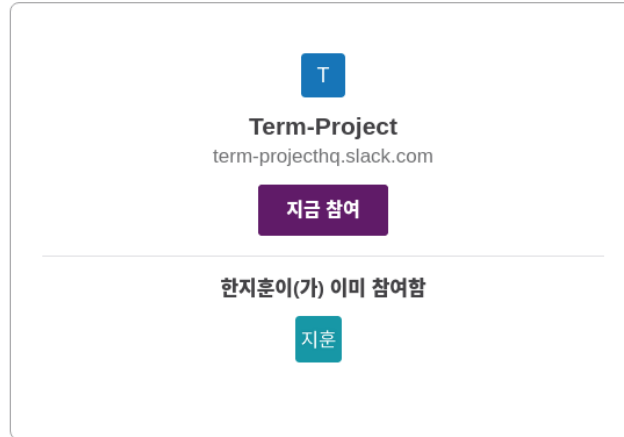 T
Term-Project
term-projecthq.slack.com
지금 참여
한지훈이(가) 이미 참여함
지훈